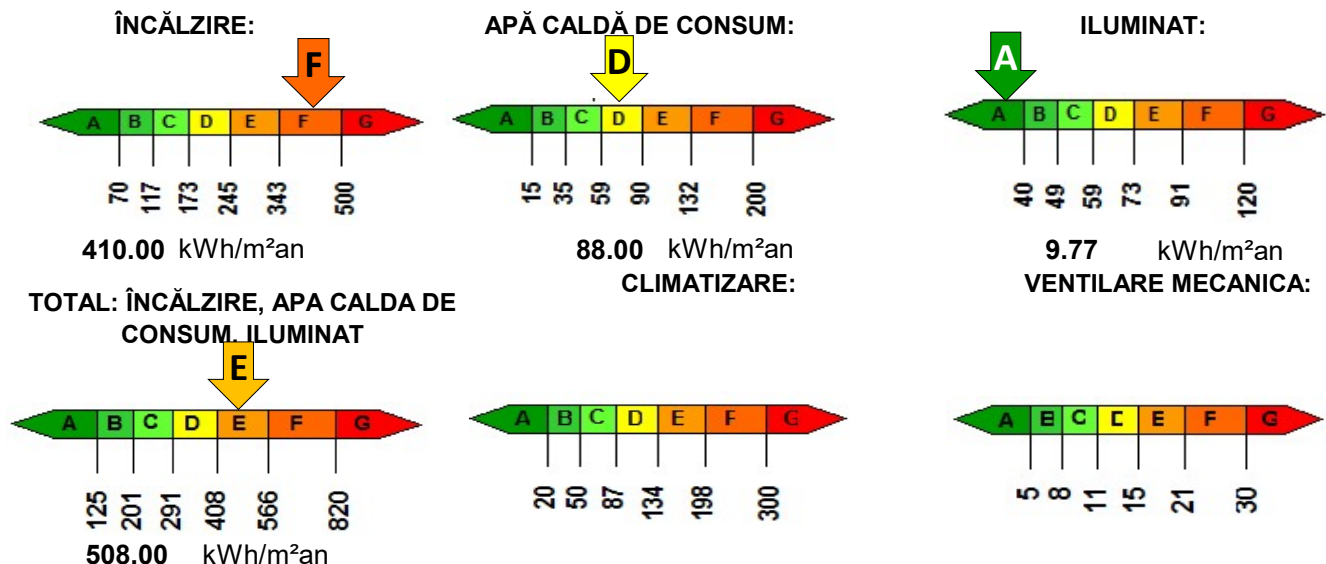 ÎNCĂLZIRE:
F
A B C D E F G
70 117 173 245 343 500
410.00 kWh/m²an
APĂ CALDĂ DE CONSUM:
D
A B C D E F G
15 35 59 90 132 200
88.00 kWh/m²an
ILUMINAT:
A
A B C D E F G
40 49 59 73 91 120
9.77 kWh/m²an
TOTAL: ÎNCĂLZIRE, APA CALDA DE
CONSUM, ILUMINAT
E
A B C D E F G
125 201 291 408 566 820
508.00 kWh/m²an
CLIMATIZARE:
A B C D E F G
20 50 87 134 198 300
VENTILARE MECANICA:
A B C D E F G
5 8 11 15 21 30